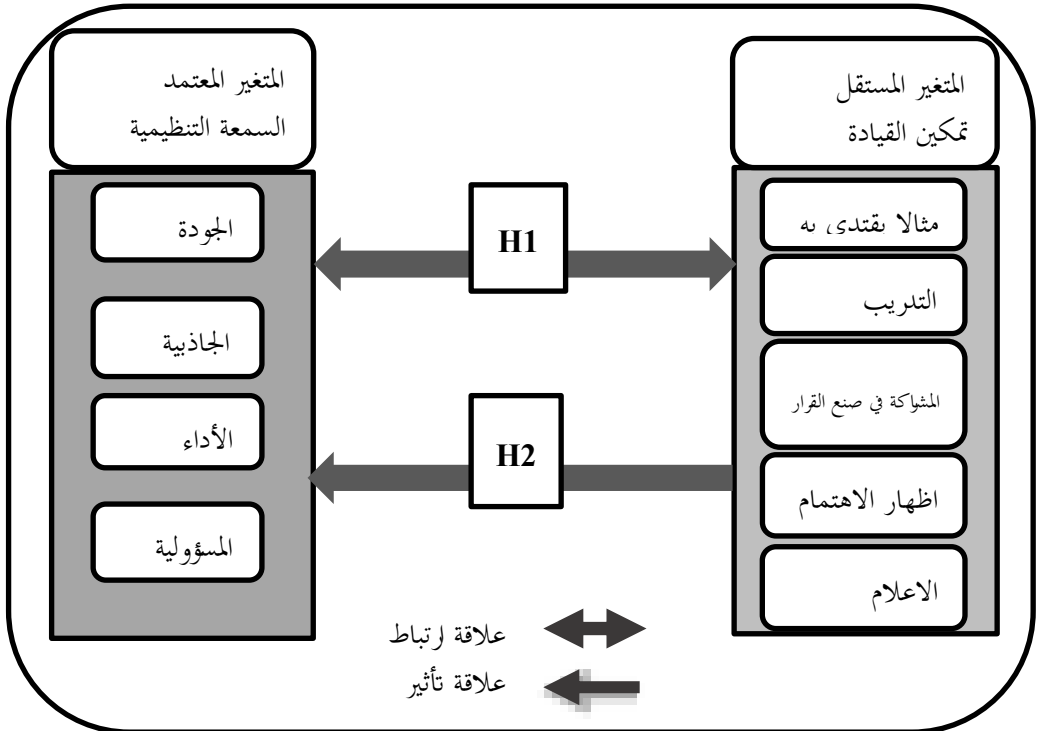 المتغير المستقل
تمكين القيادة
مثالا يقتدى به
التدريب
المشاركة في صنع القرار
اظهار الاهتمام
الاعلام
H1
H2
المتغير المعتمد
السمعة التنظيمية
الجودة
الجاذبية
الأداء
المسؤولية
علاقة ارتباط
علاقة تأثير